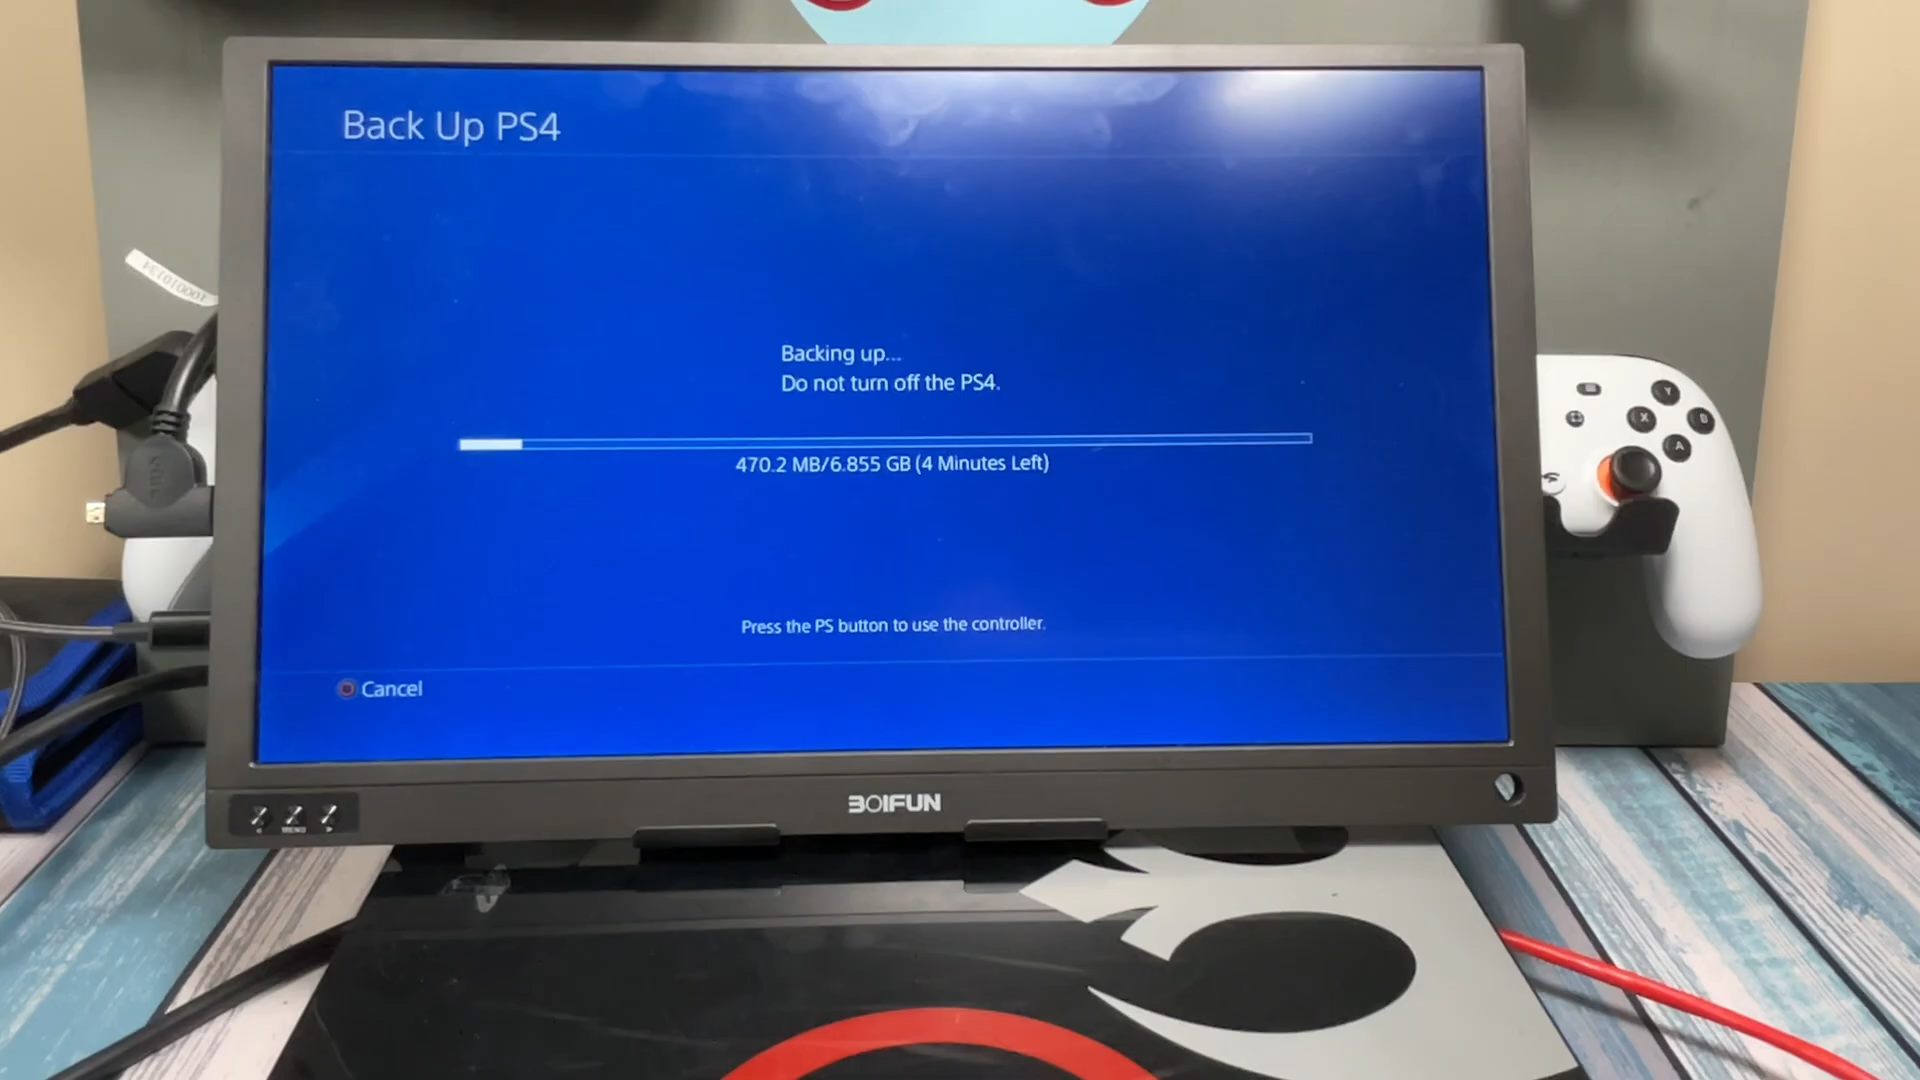 Back Up PS4
Backing up...
Do not turn off the PS4.
470.2 MB/6.855 GB (4 Minutes Left)
Press the PS button to use the controller.
Cancel
BOIFUN
MENU
Y
X
B
A